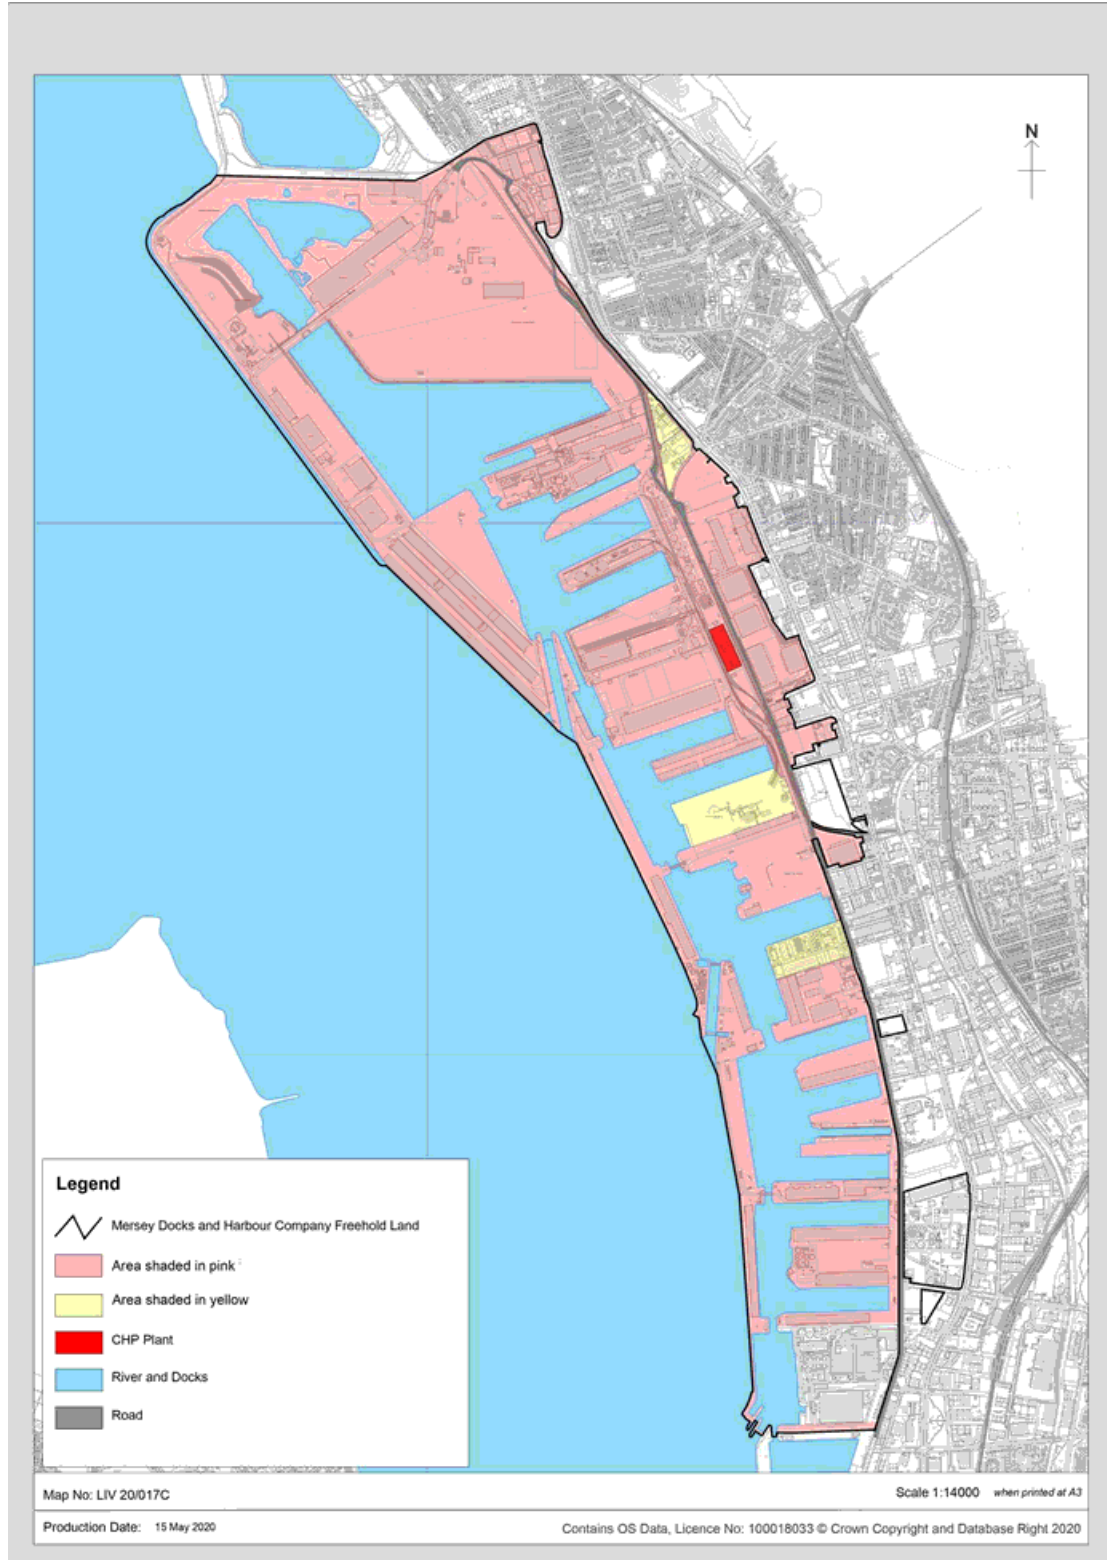 N
Legend
Mersey Docks and Harbour Company Freehold Land
Area shaded in pink
Area shaded in yellow
CHP Plant
River and Docks
Road
Map No: LIV 20/017C
Scale 1:14000 when printed at A3
Production Date: 15 May 2020
Contains OS Data, Licence No: 100018033 © Crown Copyright and Database Right 2020